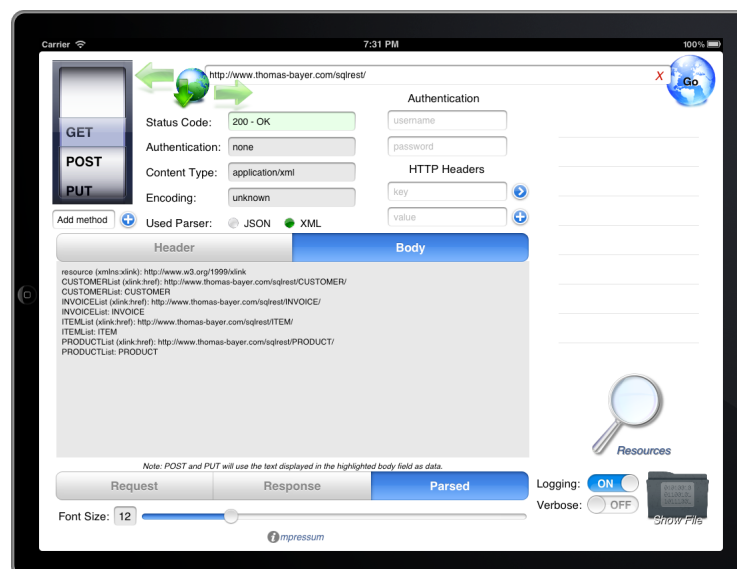 Carrier 7:31 PM 100%
http://www.thomas-bayer.com/sqlrest/ X Go
GET
POST
PUT
Add method
Status Code: 200 - OK
Authentication: none
Content Type: application/xml
Encoding: unknown
Used Parser: JSON XML
Authentication
username
password
HTTP Headers
key
value
Header Body
resource (xmlns:xlink): http://www.w3.org/1999/xlink
CUSTOMERList (xlink:href): http://www.thomas-bayer.com/sqlrest/CUSTOMER/
CUSTOMERList: CUSTOMER
INVOICEList (xlink:href): http://www.thomas-bayer.com/sqlrest/INVOICE/
INVOICEList: INVOICE
ITEMList (xlink:href): http://www.thomas-bayer.com/sqlrest/ITEM/
ITEMList: ITEM
PRODUCTList (xlink:href): http://www.thomas-bayer.com/sqlrest/PRODUCT/
PRODUCTList: PRODUCT
Resources
Note: POST and PUT will use the text displayed in the highlighted body field as data.
Request Response Parsed
Logging: ON
Verbose: OFF
Show File
Font Size: 12
impressum